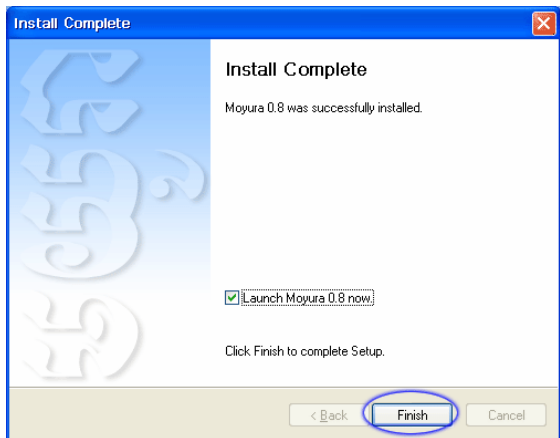 Install Complete
Install Complete
Moyura 0.8 was successfully installed.
Launch Moyura 0.8 now.
Click Finish to complete Setup.
< Back
Finish
Cancel